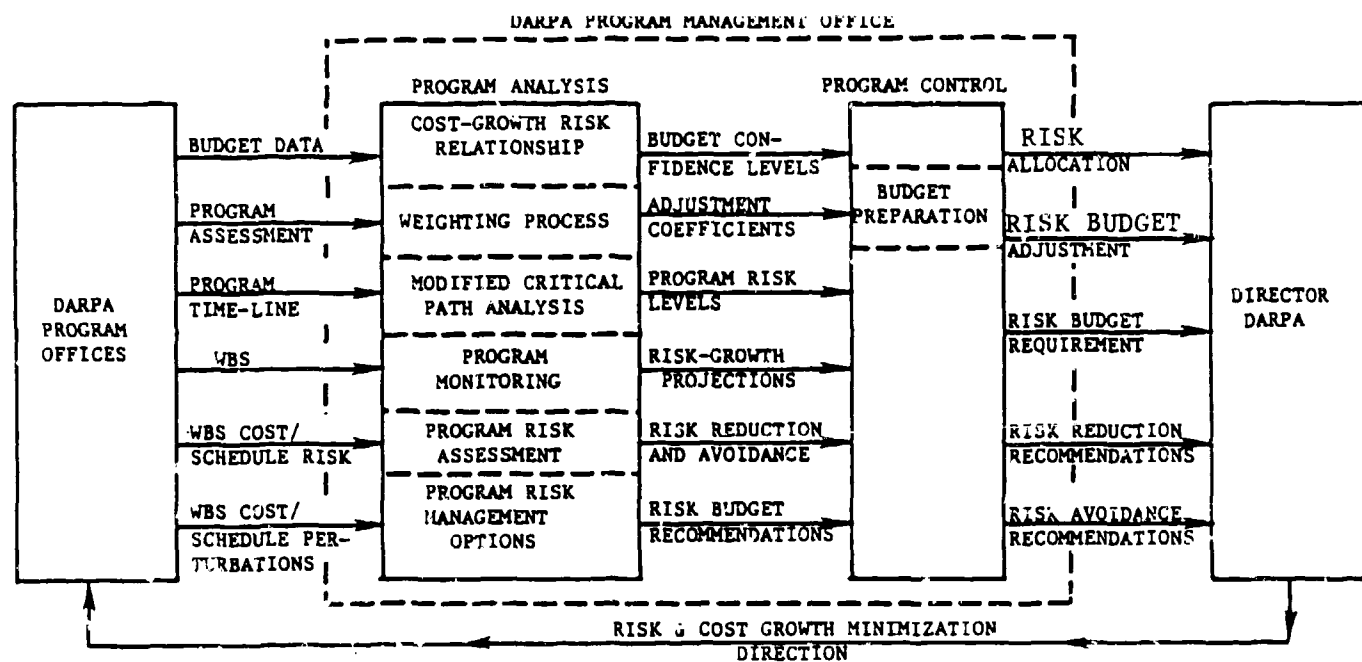 DARPA PROGRAM MANAGEMENT OFFICE
PROGRAM ANALYSIS
PROGRAM CONTROL
DARPA
PROGRAM
OFFICES
BUDGET DATA
PROGRAM
ASSESSMENT
PROGRAM
TIME-LINE
WBS
WBS COST/
SCHEDULE RISK
WBS COST/
SCHEDULE PER-
TURBATIONS
COST-GROWTH RISK
RELATIONSHIP
WEIGHTING PROCESS
MODIFIED CRITICAL
PATH ANALYSIS
PROGRAM
MONITORING
PROGRAM RISK
ASSESSMENT
PROGRAM RISK
MANAGEMENT
OPTIONS
BUDGET CON-
FIDENCE LEVELS
ADJUSTMENT
COEFFICIENTS
PROGRAM RISK
LEVELS
RISK-GROWTH
PROJECTIONS
RISK REDUCTION
AND AVOIDANCE
RISK BUDGET
RECOMMENDATIONS
BUDGET
PREPARATION
RISK
ALLOCATION
RISK BUDGET
ADJUSTMENT
RISK BUDGET
REQUIREMENT
RISK REDUCTION
RECOMMENDATIONS
RISK AVOIDANCE
RECOMMENDATIONS
DIRECTOR
DARPA
RISK & COST GROWTH MINIMIZATION
DIRECTION